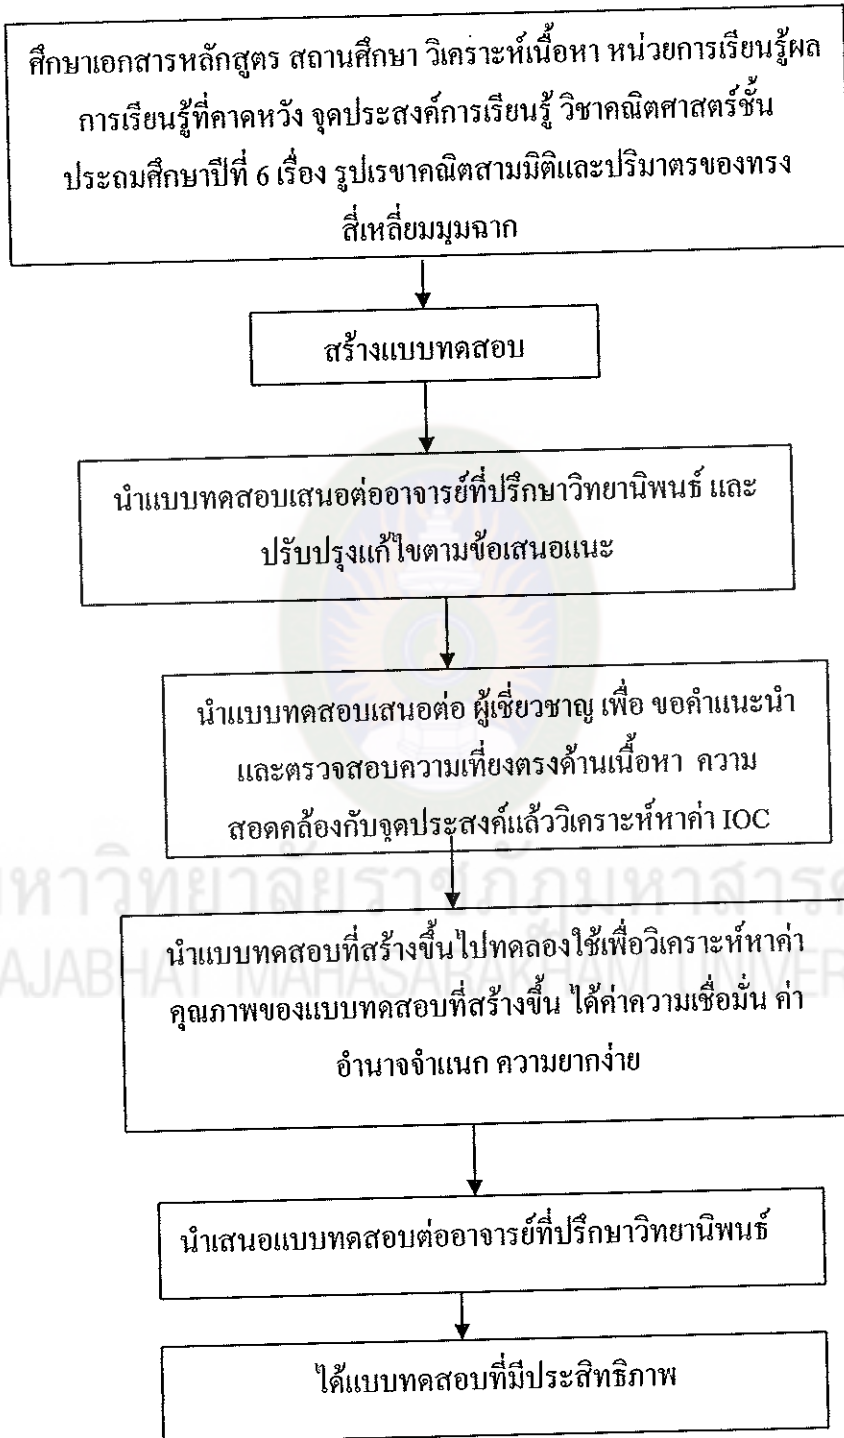 ศึกษาเอกสารหลักสูตร สถานศึกษา วิเคราะห์เนื้อหา หน่วยการเรียนรู้ผล
การเรียนรู้ที่คาดหวัง จุดประสงค์การเรียนรู้ วิชาคณิตศาสตร์ชั้น
ประถมศึกษาปีที่ 6 เรื่อง รูปเรขาคณิตสามมิติและปริมาตรของทรง
สี่เหลี่ยมมุมฉาก
สร้างแบบทดสอบ
นำแบบทดสอบเสนอต่ออาจารย์ที่ปรึกษาวิทยานิพนธ์ และ
ปรับปรุงแก้ไขตามข้อเสนอแนะ
นำแบบทดสอบเสนอต่อ ผู้เชี่ยวชาญ เพื่อ ขอคำแนะนำ
และตรวจสอบความเที่ยงตรงด้านเนื้อหา ความ
สอดคล้องกับจุดประสงค์แล้ววิเคราะห์หาค่า IOC
หาวิทยาลัยราชภัฏมหาสารค
AJABHAT MAHASARAKHAM UNIVER
นำแบบทดสอบที่สร้างขึ้นไปทดลองใช้เพื่อวิเคราะห์หาค่า
คุณภาพของแบบทดสอบที่สร้างขึ้น ได้ค่าความเชื่อมั่น ค่า
อำนาจจำแนก ความยากง่าย
นำเสนอแบบทดสอบต่ออาจารย์ที่ปรึกษาวิทยานิพนธ์
ได้แบบทดสอบที่มีประสิทธิภาพ